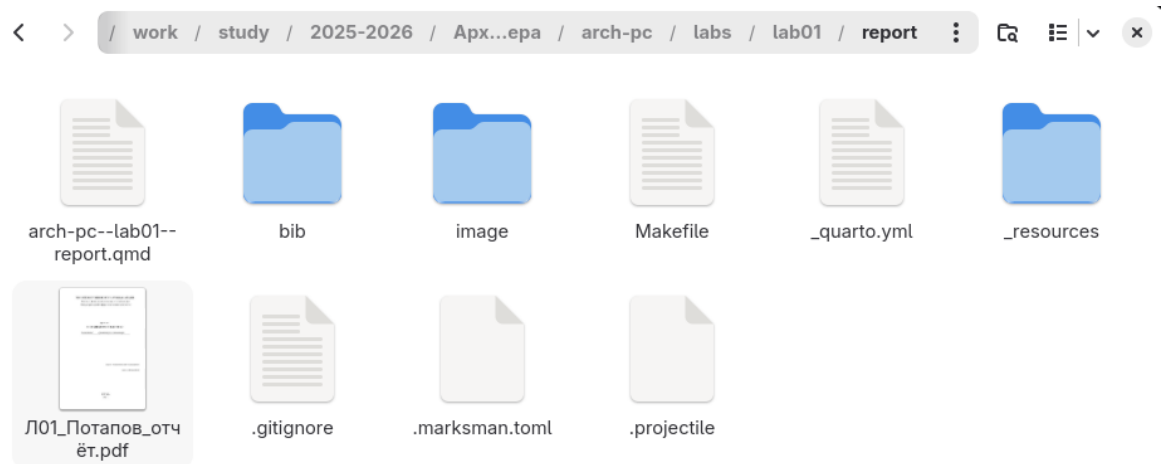 / work / study / 2025-2026 / Арх...ера / arch-pc / labs / lab01 / report
arch-pc--lab01--
report.qmd
bib
image
Makefile
_quarto.yml
_resources
Л01_Потапов_отч
ёт.pdf
.gitignore
.marksman.toml
.projectile